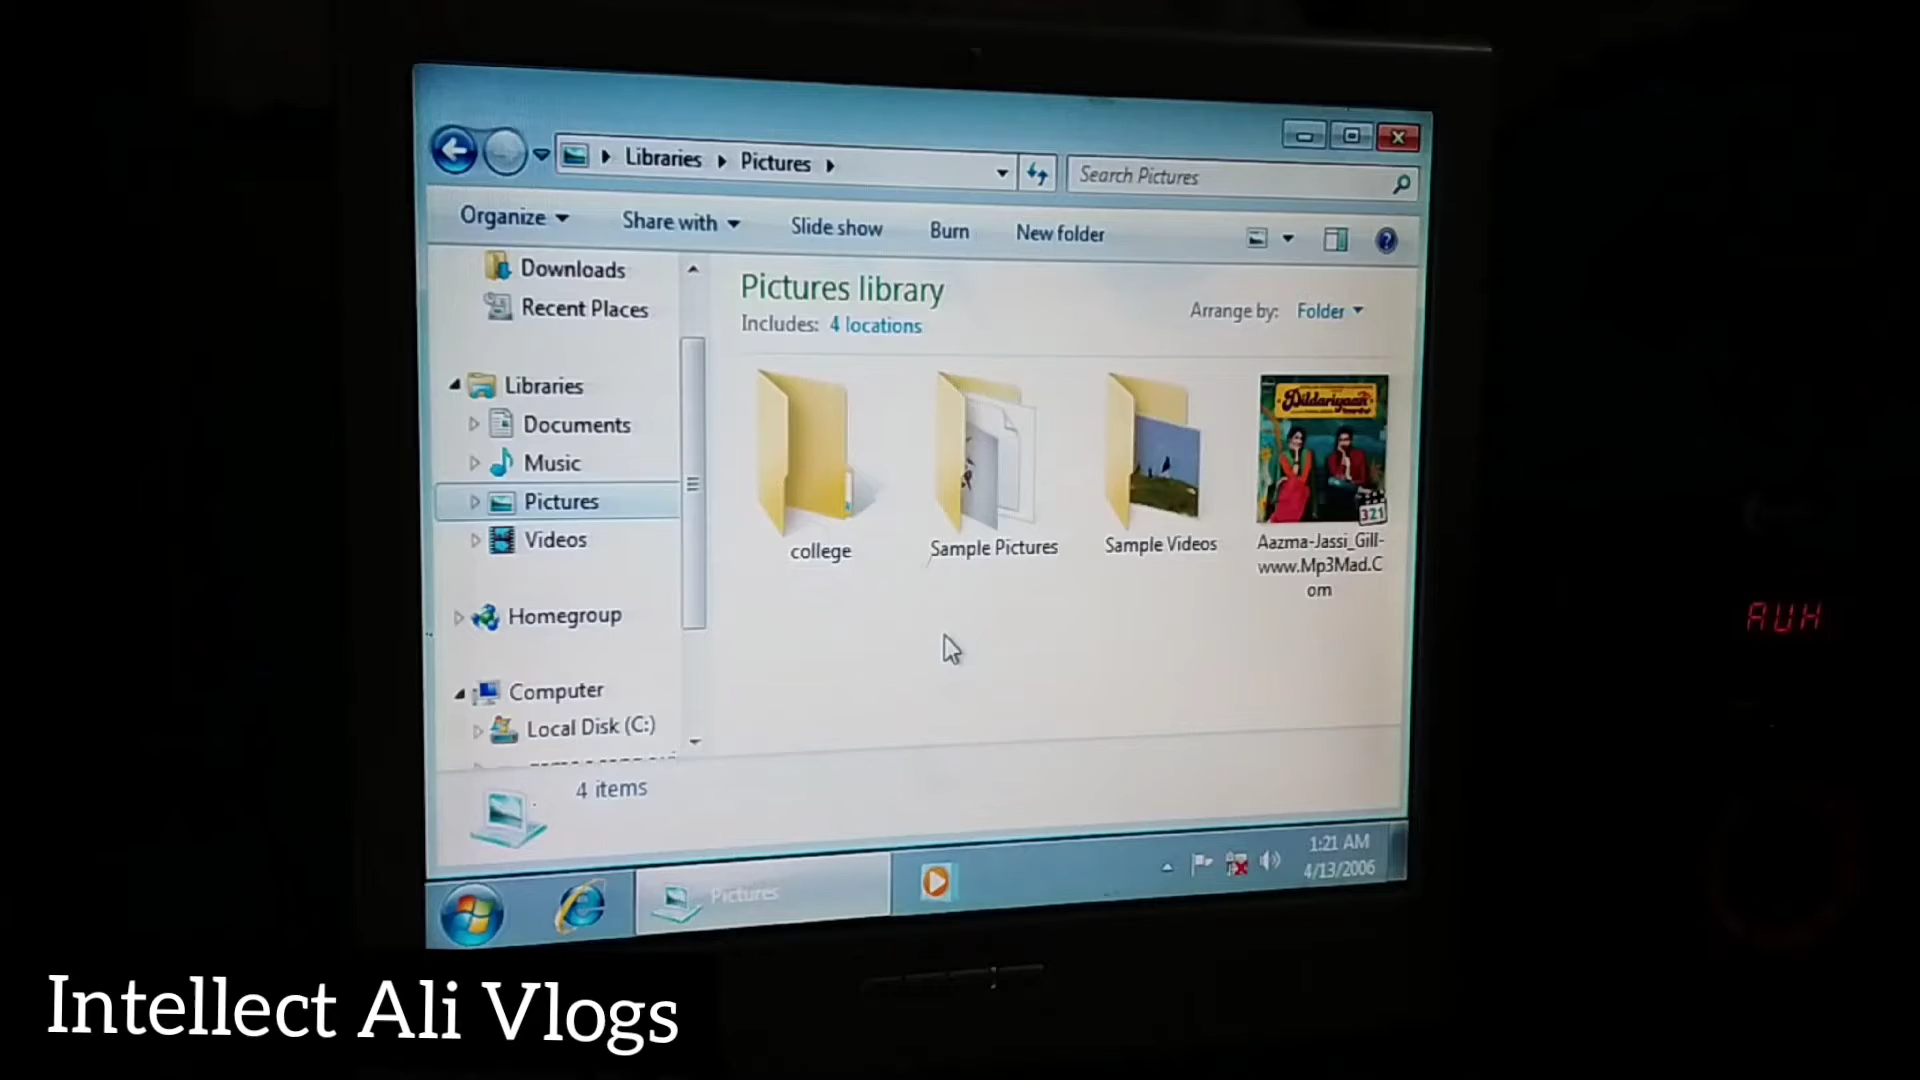 Libraries Pictures
Search Pictures
Organize Share with Slide show Burn New folder
Downloads
Recent Places
Libraries
Documents
Music
Pictures
Videos
Homegroup
Computer
Local Disk (C:)
Pictures library
Includes: 4 locations
Arrange by: Folder
Dildariyaan
321
college
Sample Pictures
Sample Videos
Aazma-Jassi_Gill-
www.Mp3Mad.C
om
4 items
Pictures
1:21 AM
4/13/2006
AUH
Intellect Ali Vlogs